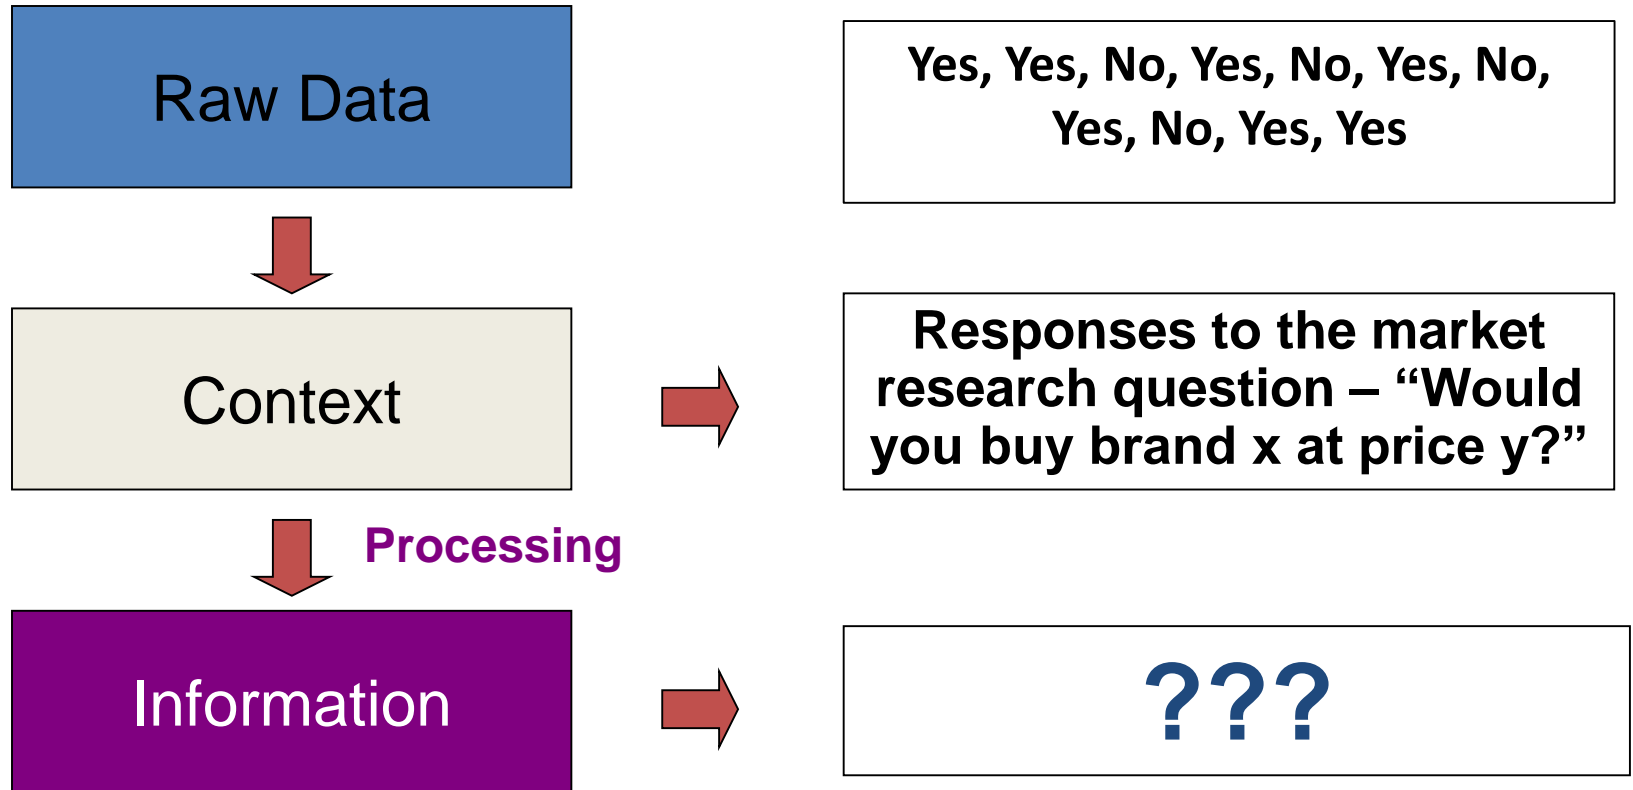 Raw Data
Yes, Yes, No, Yes, No, Yes, No,
Yes, No, Yes, Yes
Context
Responses to the market
research question – “Would
you buy brand x at price y?”
Processing
Information
???